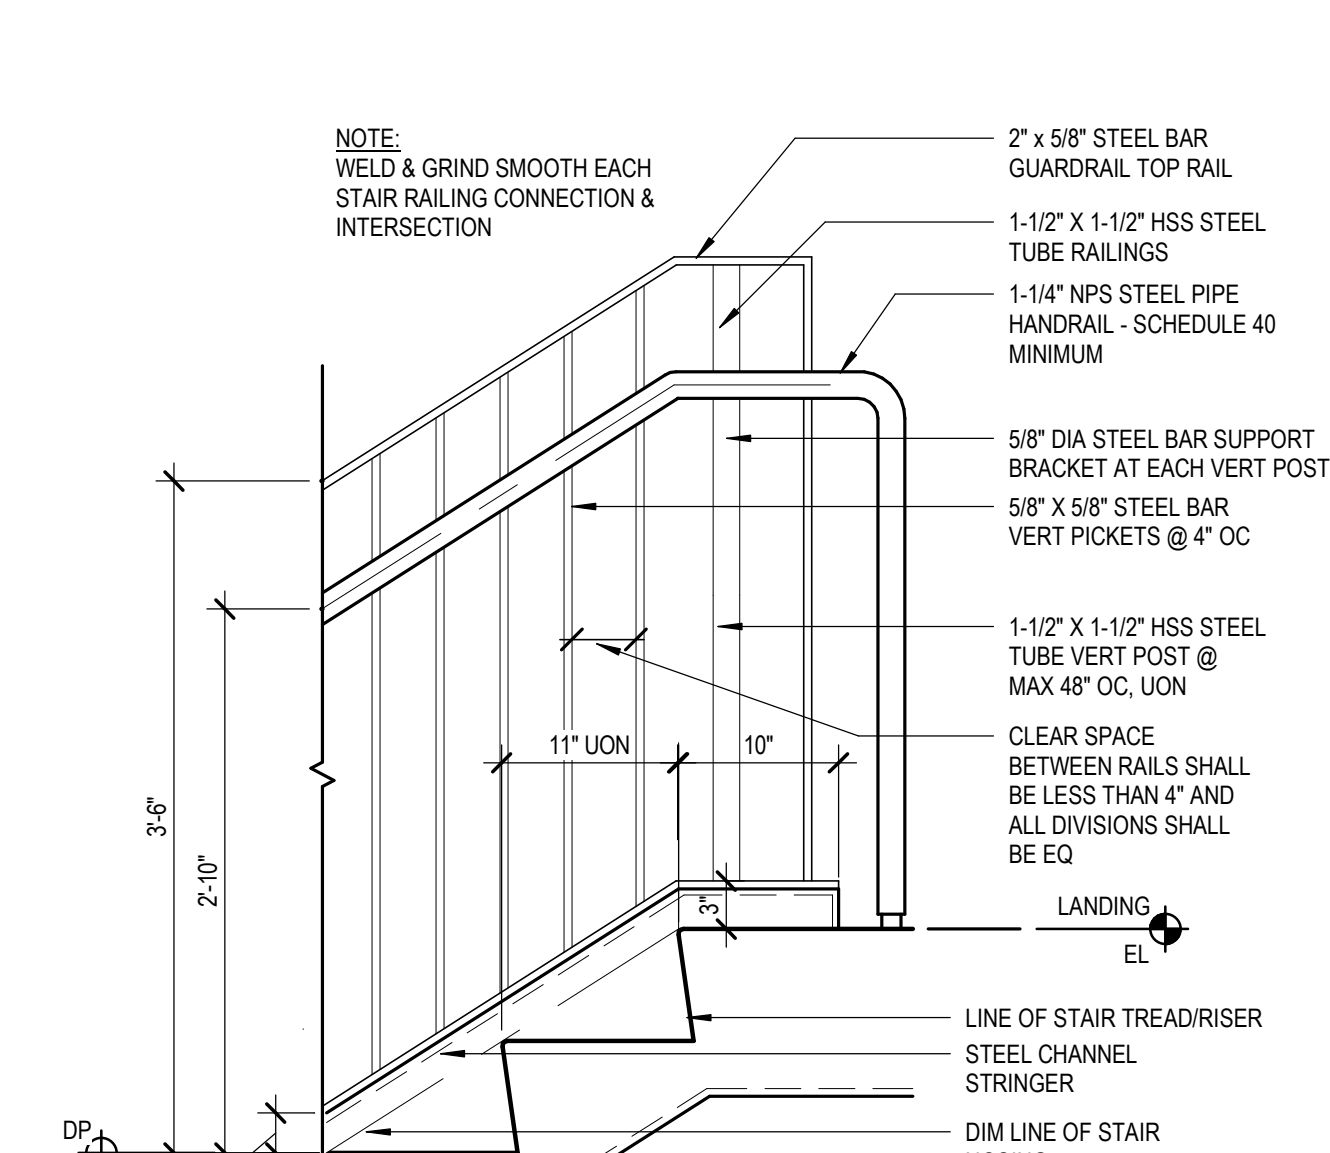 NOTE:
WELD & GRIND SMOOTH EACH
STAIR RAILING CONNECTION &
INTERSECTION
2" x 5/8" STEEL BAR
GUARDRAIL TOP RAIL
1-1/2" X 1-1/2" HSS STEEL
TUBE RAILINGS
1-1/4" NPS STEEL PIPE
HANDRAIL - SCHEDULE 40
MINIMUM
5/8" DIA STEEL BAR SUPPORT
BRACKET AT EACH VERT POST
5/8" X 5/8" STEEL BAR
VERT PICKETS @ 4" OC
1-1/2" X 1-1/2" HSS STEEL
TUBE VERT POST @
MAX 48" OC, UON
CLEAR SPACE
BETWEEN RAILS SHALL
BE LESS THAN 4" AND
ALL DIVISIONS SHALL
BE EQ
11" UON
10"
3'-6"
2'-10"
3"
LANDING
EL
LINE OF STAIR TREAD/RISER
STEEL CHANNEL
STRINGER
DP
DIM LINE OF STAIR